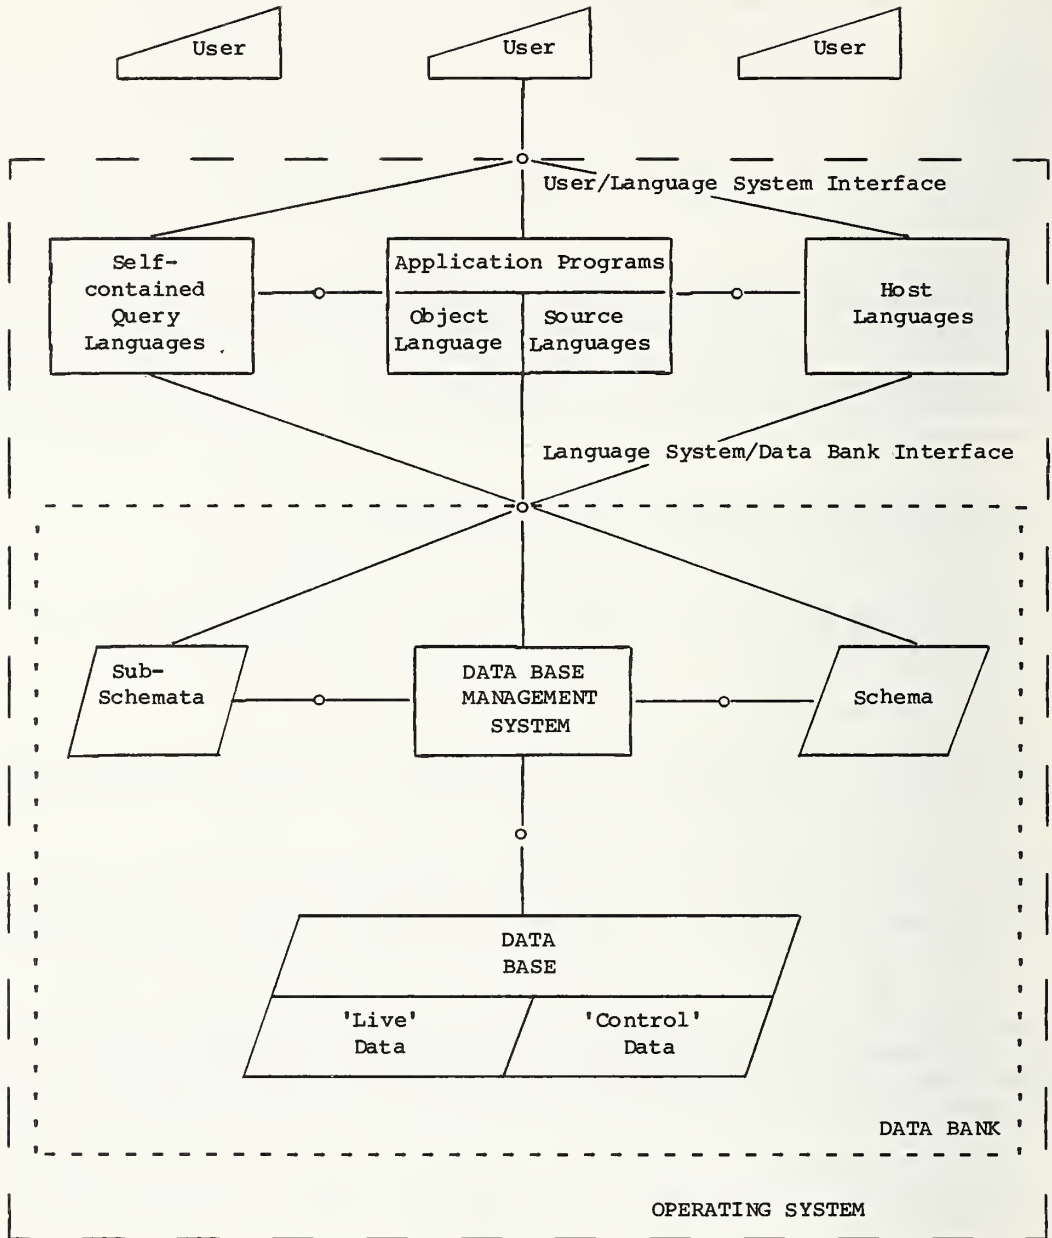 User
User
User
User/Language System Interface
Self-
contained
Query
Languages
Application Programs
Object
Language
Source
Languages
Host
Languages
Language System/Data Bank Interface
Sub-
Schemata
DATA BASE
MANAGEMENT
SYSTEM
Schema
DATA
BASE
'Live'
Data
'Control'
Data
DATA BANK
OPERATING SYSTEM